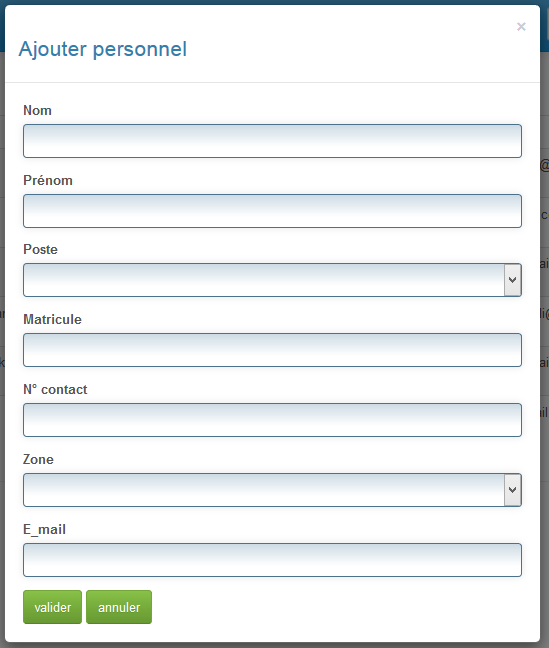 ×
Ajouter personnel
Nom
Prénom
Poste
Matricule
N° contact
Zone
E_mail
valider annuler